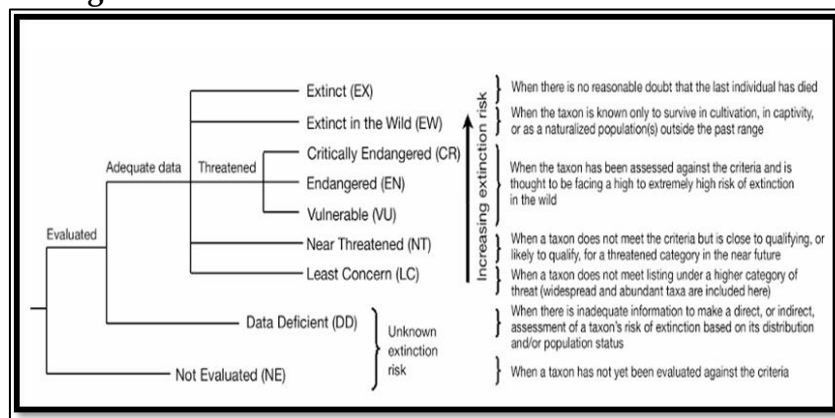 Extinct (EX)
When there is no reasonable doubt that the last individual has died
Extinct in the Wild (EW)
When the taxon is known only to survive in cultivation, in captivity,
or as a naturalized population(s) outside the past range
Adequate data
Threatened
Critically Endangered (CR)
Endangered (EN)
Vulnerable (VU)
When the taxon has been assessed against the criteria and is
thought to be facing a high to extremely high risk of extinction
in the wild
Increasing extinction risk
Evaluated
Near Threatened (NT)
When a taxon does not meet the criteria but is close to qualifying, or
likely to qualify, for a threatened category in the near future
Least Concern (LC)
When a taxon does not meet listing under a higher category of
threat (widespread and abundant taxa are included here)
Data Deficient (DD)
Unknown
extinction
risk
When there is inadequate information to make a direct, or indirect,
assessment of a taxon's risk of extinction based on its distribution
and/or population status
Not Evaluated (NE)
When a taxon has not yet been evaluated against the criteria